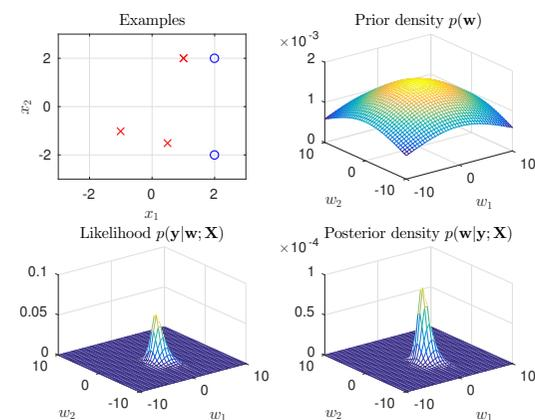 Examples
2
0
-2
x₂
-2
0
2
x₁
Prior density p(w)
×10⁻³
2
1
0
10
0
-10
w₂
-10
0
10
w₁
Likelihood p(y|w; X)
0.1
0.05
0
10
0
-10
w₂
-10
0
10
w₁
Posterior density p(w|y; X)
×10⁻⁴
1
0.5
0
10
0
-10
w₂
-10
0
10
w₁